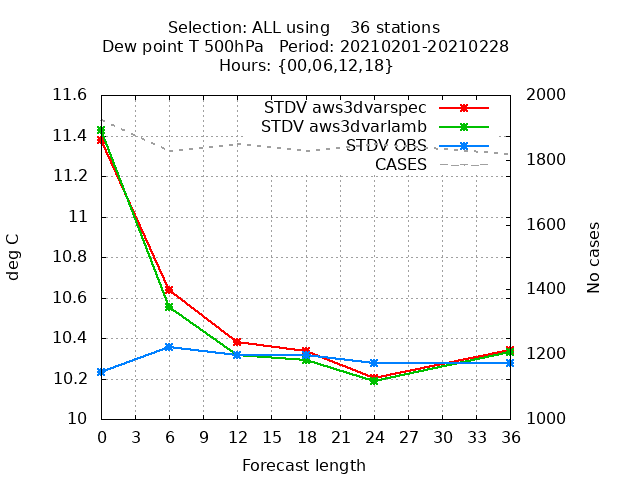 Selection: ALL using    36 stations
Dew point T 500hPa   Period: 20210201-20210228
Hours: {00,06,12,18}
11.6
11.4
11.2
11
10.8
10.6
10.4
10.2
10
deg C
STDV aws3dvarspec
STDV aws3dvarlamb
STDV OBS
CASES
2000
1800
1600
1400
1200
1000
No cases
0 3 6 9 12 15 18 21 24 27 30 33 36
Forecast length